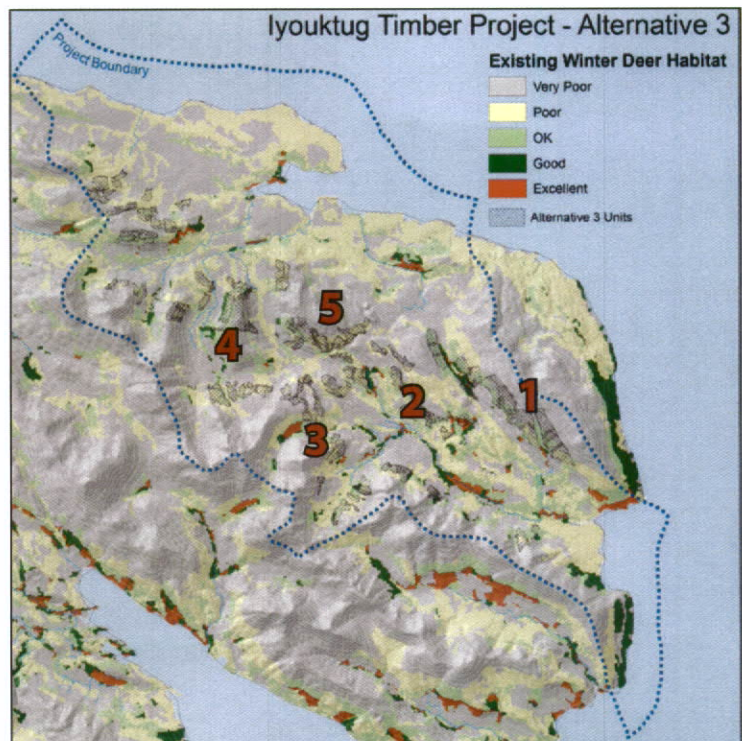 Iyouktug Timber Project - Alternative 3
Project Boundary
Existing Winter Deer Habitat
Very Poor
Poor
OK
Good
Excellent
Alternative 3 Units
5
4
1
2
3